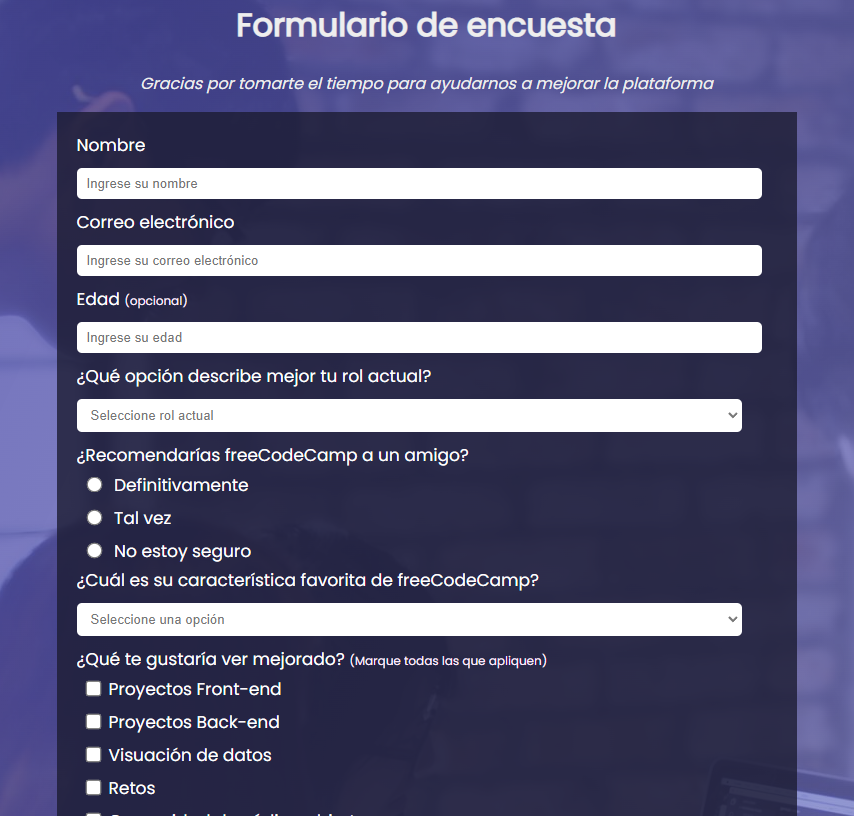 Formulario de encuesta
Gracias por tomarte el tiempo para ayudarnos a mejorar la plataforma
Nombre
Ingrese su nombre
Correo electrónico
Ingrese su correo electrónico
Edad (opcional)
Ingrese su edad
¿Qué opción describe mejor tu rol actual?
Seleccione rol actual
¿Recomendarías freeCodeCamp a un amigo?
Definitivamente
Tal vez
No estoy seguro
¿Cuál es su característica favorita de freeCodeCamp?
Seleccione una opción
¿Qué te gustaría ver mejorado? (Marque todas las que apliquen)
Proyectos Front-end
Proyectos Back-end
Visuación de datos
Retos